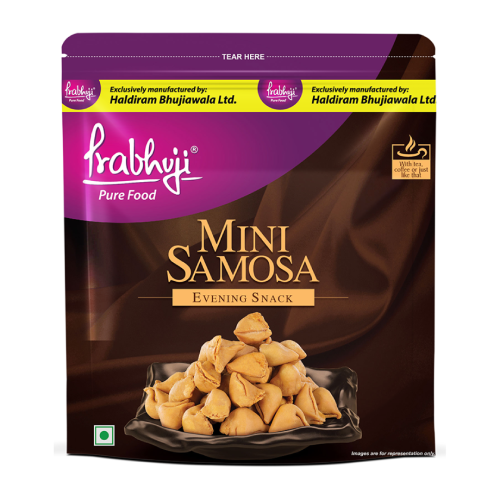 TEAR HERE
Prabhuji
Pure Food
Exclusively manufactured by:
Haldiram Bhujiawala Ltd.
Prabhuji
Pure Food
Exclusively manufactured by:
Haldiram Bhujiawala Ltd
Prabhuji®
Pure Food
With tea,
coffee or just
like that
MINI
SAMOSA
EVENING SNACK
Images are for representation only